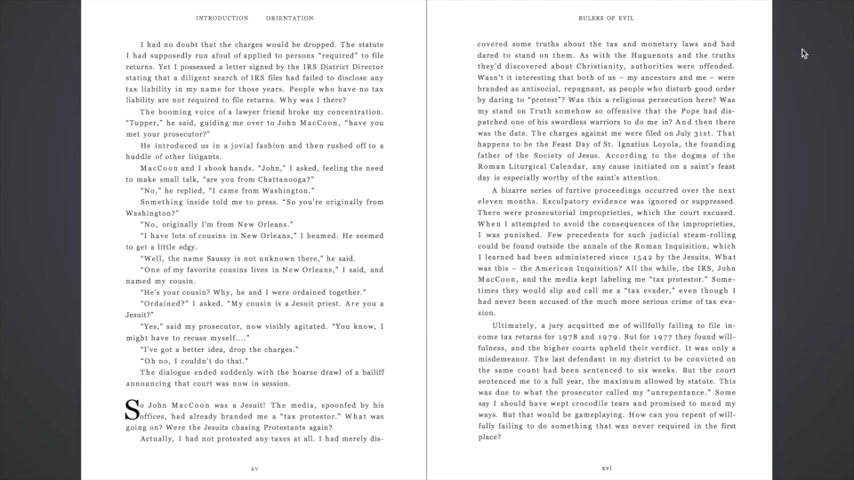 INTRODUCTION ORIENTATION
I had no doubt that the charges would be dropped. The statute
I had supposedly run afoul of applied to persons “required” to file
returns. Yet I possessed a letter signed by the IRS District Director
stating that a diligent search of IRS files had failed to disclose any
tax liability in my name for those years. People who have no tax
liability are not required to file returns. Why was I there?
The booming voice of a lawyer friend broke my concentration.
“Tupper,” he said, guiding me over to John MacCoon, “have you
met your prosecutor?”
He introduced us in a jovial fashion and then rushed off to a
huddle of other litigants.
MacCoon and I shook hands. “John,” I asked, feeling the need
to make small talk, “are you from Chattanooga?”
“No,” he replied, “I came from Washington.”
Something inside told me to press. “So you’re originally from
Washington?”
“No, originally I’m from New Orleans.”
“I have lots of cousins in New Orleans,” I beamed. He seemed
to get a little edgy.
“Well, the name Saussy is not unknown there,” he said.
“One of my favorite cousins lives in New Orleans,” I said, and
named my cousin.
“He’s your cousin? Why, he and I were ordained together.”
“Ordained?” I asked. “My cousin is a Jesuit priest. Are you a
Jesuit?”
“Yes,” said my prosecutor, now visibly agitated. “You know, I
might have to recuse myself....”
“I’ve got a better idea, drop the charges.”
“Oh no, I couldn’t do that.”
The dialogue ended suddenly with the hoarse drawl of a bailiff
announcing that court was now in session.
So John MacCoon was a Jesuit! The media, spoonfed by his
offices, had already branded me a “tax protestor.” What was
going on? Were the Jesuits chasing Protestants again?
Actually, I had not protested any taxes at all. I had merely dis-
xv
RULERS OF EVIL
covered some truths about the tax and monetary laws and had
dared to stand on them. As with the Huguenots and the truths
they’d discovered about Christianity, authorities were offended.
Wasn’t it interesting that both of us – my ancestors and me – were
branded as antisocial, repugnant, as people who disturb good order
by daring to “protest”? Was this a religious persecution here? Was
my stand on Truth somehow so offensive that the Pope had dis-
patched one of his swordless warriors to do me in? And then there
was the date. The charges against me were filed on July 31st. That
happens to be the Feast Day of St. Ignatius Loyola, the founding
father of the Society of Jesus. According to the dogma of the
Roman Liturgical Calendar, any cause initiated on a saint’s feast
day is especially worthy of the saint’s attention.
A bizarre series of furtive proceedings occurred over the next
eleven months. Exculpatory evidence was ignored or suppressed.
There were prosecutorial improprieties, which the court excused.
When I attempted to avoid the consequences of the improprieties,
I was punished. Few precedents for such judicial steam-rolling
could be found outside the annals of the Roman Inquisition, which
I learned had been administered since 1542 by the Jesuits. What
was this – the American Inquisition? All the while, the IRS, John
MacCoon, and the media kept labeling me “tax protestor.” Some-
times they would slip and call me a “tax evader,” even though I
had never been accused of the much more serious crime of tax eva-
sion.
Ultimately, a jury acquitted me of willfully failing to file in-
come tax returns for 1978 and 1979. But for 1977 they found will-
fulness, and the higher courts upheld their verdict. It was only a
misdemeanor. The last defendant in my district to be convicted on
the same count had been sentenced to six weeks. But the court
sentenced me to a full year, the maximum allowed by statute. This
was due to what the prosecutor called my “unrepentance.” Some
say I should have wept crocodile tears and promised to mend my
ways. But that would be gameplaying. How can you repent of will-
fully failing to do something that was never required in the first
place?
xvi